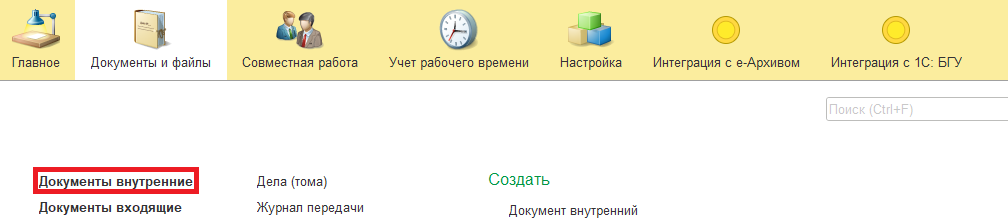 Главное Документы и файлы Совместная работа Учет рабочего времени Настройка Интеграция с е-Архивом Интеграция с 1С: БГУ
Поиск (Ctrl+F)
Документы внутренние Дела (тома) Создать
Документы входящие Журнал передачи Документ внутренний